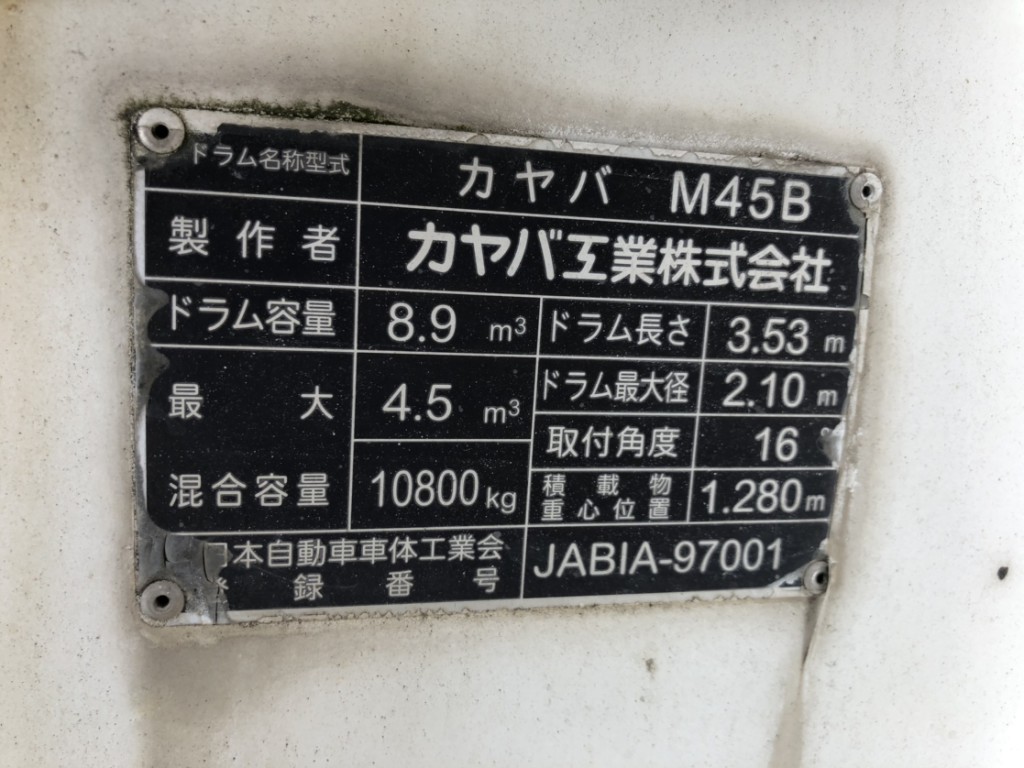 ドラム名称型式 カヤバ M45B
製作者 カヤバ工業株式会社
ドラム容量 8.9 m³ ドラム長さ 3.53 m
最大 4.5 m³ ドラム最大径 2.10 m
取付角度 16
混合容量 10800kg 積載物 1.280m
重心位置
本自動車車体工業会 JABIA-97001
録番号